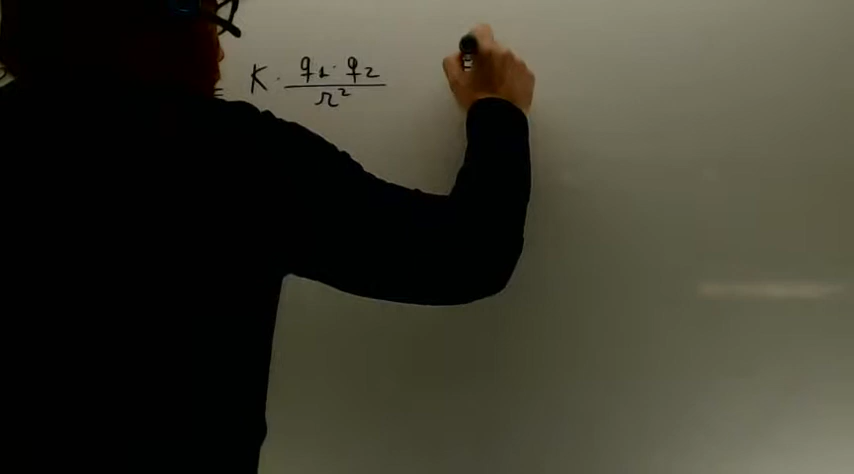 = K · q1 · q2 / r²
F